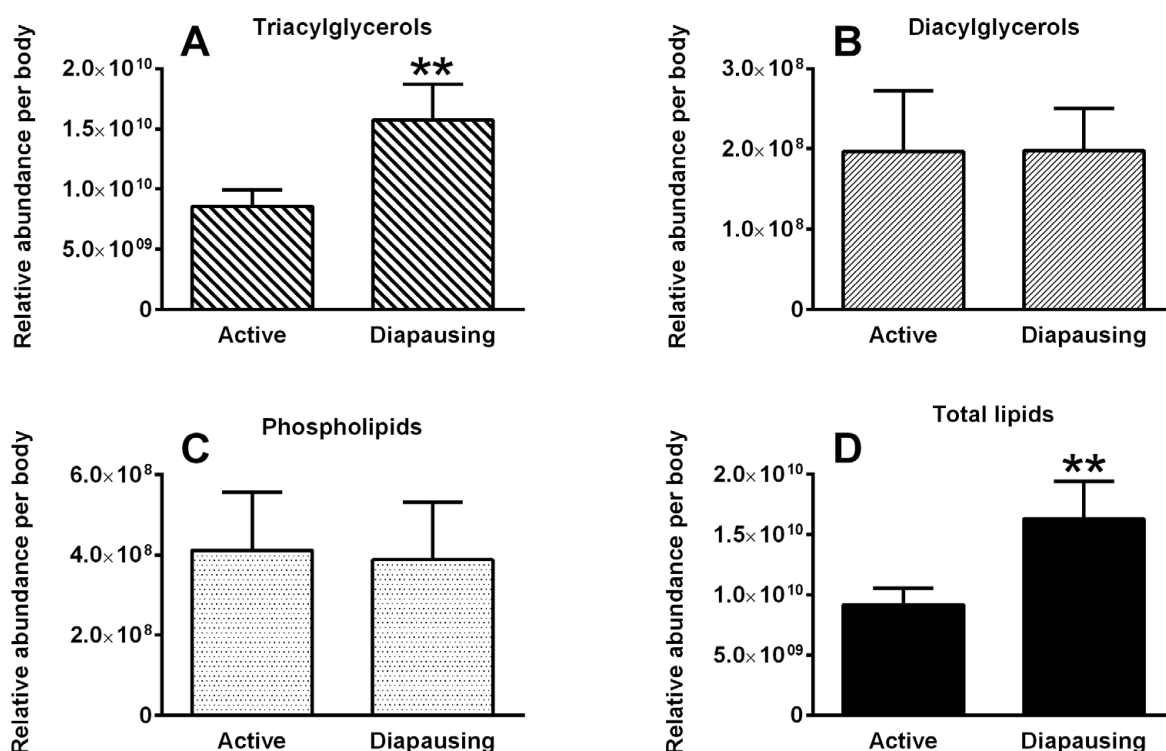 A
Triacylglycerols
Relative abundance per body
2.0×10¹⁰
1.5×10¹⁰
1.0×10¹⁰
5.0×10⁰⁹
0
**
Active
Diapausing
B
Diacylglycerols
Relative abundance per body
3.0×10⁸
2.0×10⁸
1.0×10⁸
0
Active
Diapausing
C
Phospholipids
Relative abundance per body
6.0×10⁸
4.0×10⁸
2.0×10⁸
0
Active
Diapausing
D
Total lipids
Relative abundance per body
2.0×10¹⁰
1.5×10¹⁰
1.0×10¹⁰
5.0×10⁰⁹
0
**
Active
Diapausing